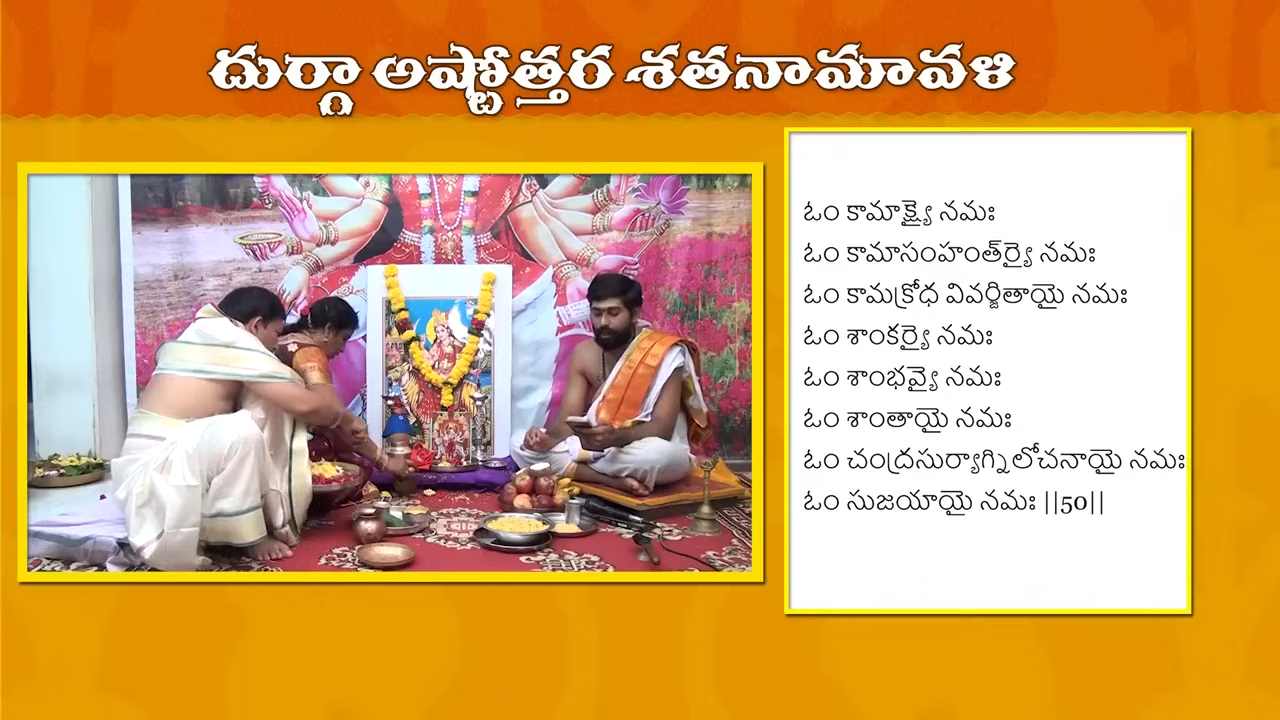 దుర్గా అష్టోత్తర శతనామావళి
ఓం కామాక్ష్యై నమః
ఓం కామాసంహంత్‌ర్యై నమః
ఓం కామక్రోధ వివర్జితాయై నమః
ఓం శాంకర్యై నమః
ఓం శాంభవ్యై నమః
ఓం శాంతాయై నమః
ఓం చంద్రసుర్యాగ్నిలోచనాయై నమః
ఓం సుజయాయై నమః ||50||